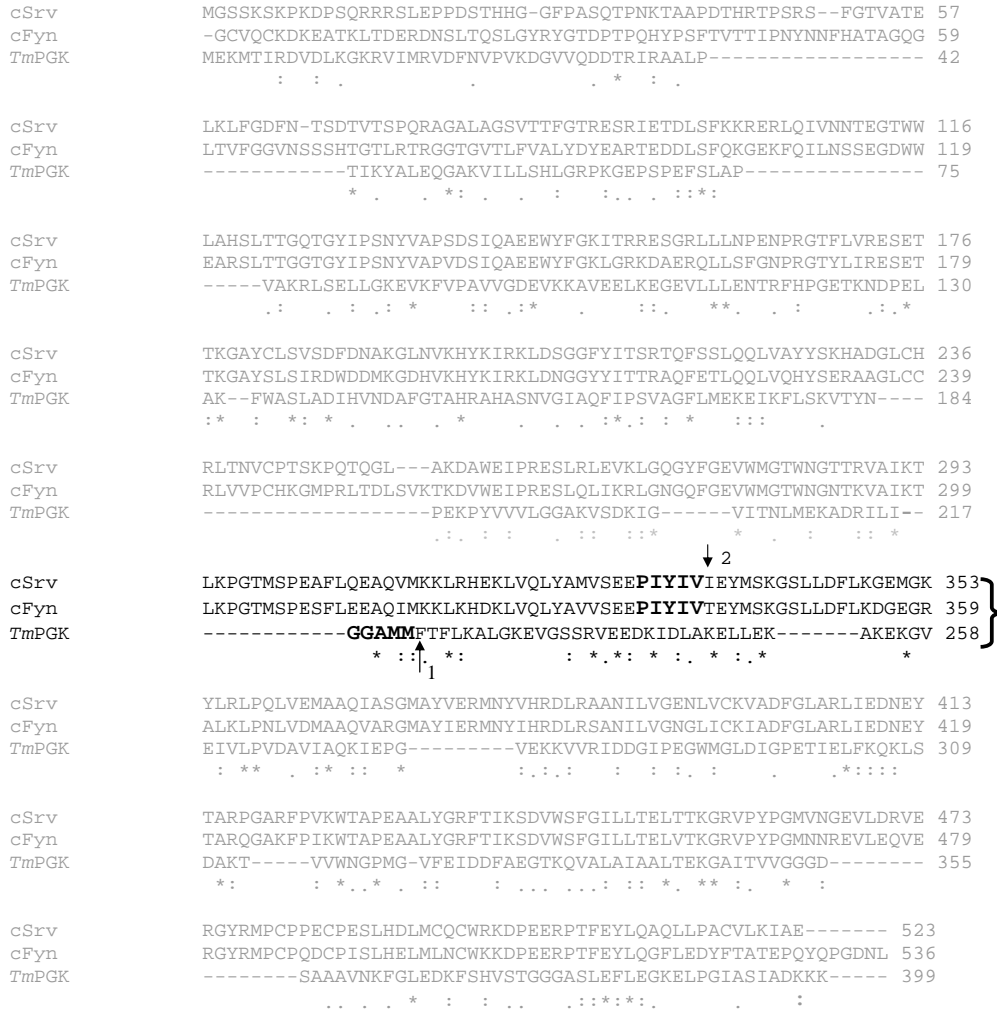 cSrv MGSSKSKPKDPSQRRRSLEPPDSTHHG-GFPASQTPNKTAAPDTHRTPSRS--FGTVATE 57
cFyn -GCVQCKDKEATKLTDERDNSLTQSLGYRYGTDPTPQHYPSFTVTTIPNYNNFHATAGQG 59
TmPGK MEKMTIRDVDLKGKRVIMRVDFNVPVKDGVVQDDTRIRAALP------------------ 42
: : . . . * : .
cSrv LKLFGDFN-TSDTVTSPQRAGALAGSVTTFGTRESRIETDLSFKKRERLQIVNNTEGTWW 116
cFyn LTVFGGVNSSSHTGTLRTRGGTGVTLFVALYDYEARTEDDLSFQKGEKFQILNSSEGDWW 119
TmPGK ------------TIKYALEQGAKVILLSHLGRPKGEPSPEFSLAP--------------- 75
* . . *: . . : :.. . ::*:
cSrv LAHSLTTGQTGYIPSNYVAPSDSIQAEEWYFGKITRRESGRLLLNPENPRGTFLVRESET 176
cFyn EARSLTTGGTGYIPSNYVAPVDSIQAEEWYFGKLGRKDAERQLLSFGNPRGTYLIRESET 179
TmPGK -----VAKRLSELLGKEVKFVPAVVGDEVKKAVEELKEGEVLLLENTRFHPGETKNDPEL 130
.: . : .: * :: .:* :: **. . : .:.*
cSrv TKGAYCLSVSDFDNAKGLNVKHYKIRKLDSGGFYITSRTQFSSLQQLVAYYSKHADGLCH 236
cFyn TKGAYSLSIRDWDDMKGDHVKHYKIRKLDNGGYYITTRAQFETLQQLVQHYSERAAGLCC 239
TmPGK AK--FWASLADIHVNDAFGTAHRAHASNVGIAQFIPSVAGFLMEKEIKFLSKVTYN---- 184
:* : *: * . .. . * . . :*.: * ::: .
cSrv RLTNVCPTSKPQTQGL---AKDAWEIPRESLRLEVKLGQGYFGEVWMGTWNGTTRVAIKT 293
cFyn RLVVPCHKGMPRLTDLSVKTKDVWEIPRESLQLIKRLGNGQFGEVWMGTWNGNTKVAIKT 299
TmPGK ------------------PEKPYVVVLGGAKVSDKIG------VITNLMEKADRILI-- 217
.:. : : .: :: ::* * . : :: *
2
cSrv LKPGTMSPEAFLQEAQVMKKLRHEKLVQLYAMVSEEPIYIVIEYMSKGSLLDFLKGEMGK 353
cFyn LKPGTMSPESFLEEAQIMKKLKHDKLVQLYAVVSEEPIYIVTEYMSKGSLLDFLKDGEGR 359
TmPGK ------------GGAMMFTFLKALGKEVGSSRVEEDKIDLAKELLEK-------AKEKGV 258
* ::. *: : *.*: * :. * :.* *
1
cSrv YLRLPQLVEMAAQIASGMAYVERMNYVHRDLRAANILVGENLVCKVADFGLARLIEDNEY 413
cFyn ALKLPNLVDMAAQVARGMAYIERMNYIHRDLRSANILVGNGLICKIADFGLARLIEDNEY 419
TmPGK EIVLPVDAVIAQKIEPG---------VEKKVVRIDDGIPEGWMGLDIGPETIELFKQKLS 309
: ** . :* :: * :.:.: : : :. . .*::::
cSrv TARPGARFPVKWTAPEAALYGRFTIKSDVWSFGILLTELTTKGRVPYPGMVNGEVLDRVE 473
cFyn TARQGAKFPIKWTAPEAALYGRFTIKSDVWSFGILLTELVTKGRVPYPGMNNREVLEQVE 479
TmPGK DAKT-----VVWNGPMG-VFEIDDFAEGTKQVALAIAALTEKGAITVVGGGD-------- 355
*: : *..* . :: : ... ...: :: *. ** :. * :
cSrv RGYRMPCPPECPESLHDLMCQCWRKDPEERPTFEYLQAQLLPACVLKIAE------- 523
cFyn RGYRMPCPQDCPISLHELMLNCWKKDPEERPTFEYLQGFLEDYFTATEPQYQPGDNL 536
TmPGK --------SAAAVNKFGLEDKFSHVSTGGGASLEFLEGKELPGIASIADKKK----- 399
.. . . * : : .. .::*:*:. . :